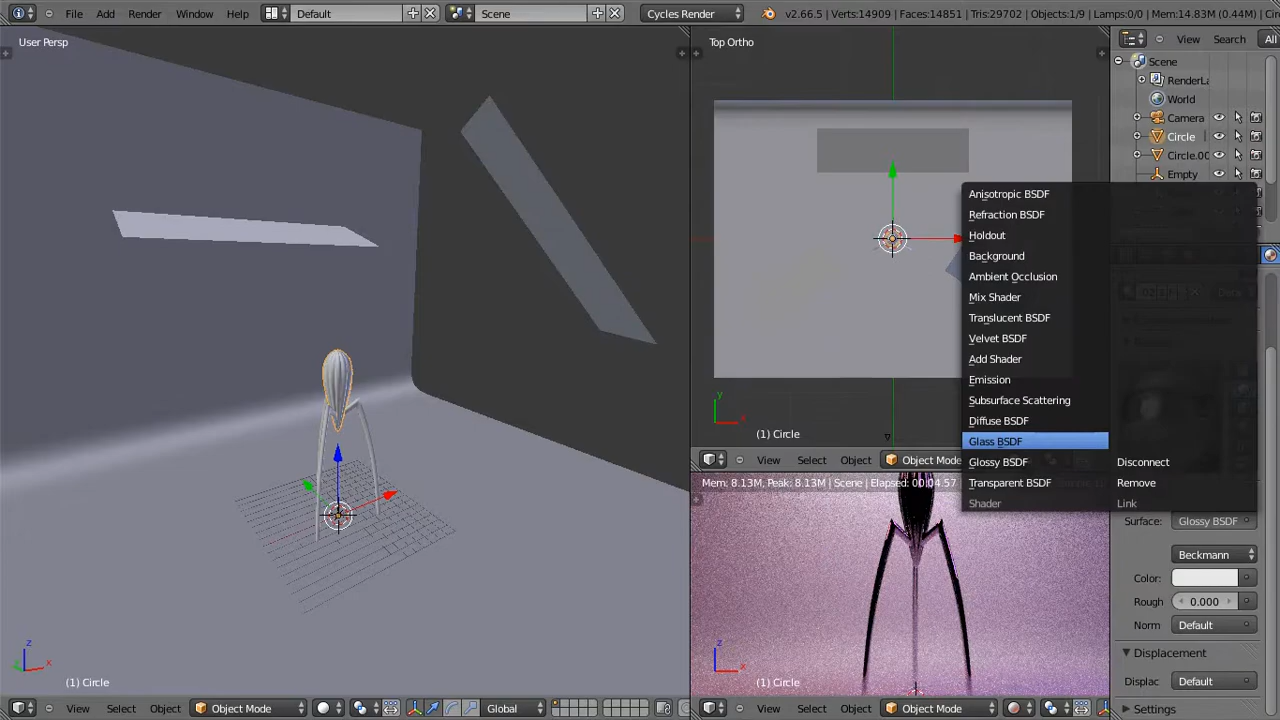 File Add Render Window Help Default Scene Cycles Render v2.66.5 | Verts:14909 | Faces:14851 | Tris:29702 | Objects:1/9 | Lamps:0/0 | Mem:14.83M (0.44M) |
User Persp
Top Ortho
View Search All
Scene
RenderLa
World
Camera
Circle
Circle.00
Empty
Anisotropic BSDF
Refraction BSDF
Holdout
Background
Ambient Occlusion
Mix Shader
Translucent BSDF
Velvet BSDF
Add Shader
Emission
Subsurface Scattering
Diffuse BSDF
Glass BSDF
Glossy BSDF
Transparent BSDF
Shader
Disconnect
Remove
Link
z
x
y
x
(1) Circle
View Select Object Object Mode
Mem: 8.13M, Peak: 8.13M | Scene | Elapsed: 00:04.57
Surface: Glossy BSDF
Beckmann
Color:
Rough 0.000
Norm Default
Displacement
Displac Default
Settings
z
x
(1) Circle
(1) Circle
View Select Object Object Mode Global
View Select Object Object Mode